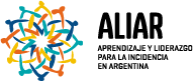 ALIAR
APRENDIZAJE Y LIDERAZGO
PARA LA INCIDENCIA
EN ARGENTINA